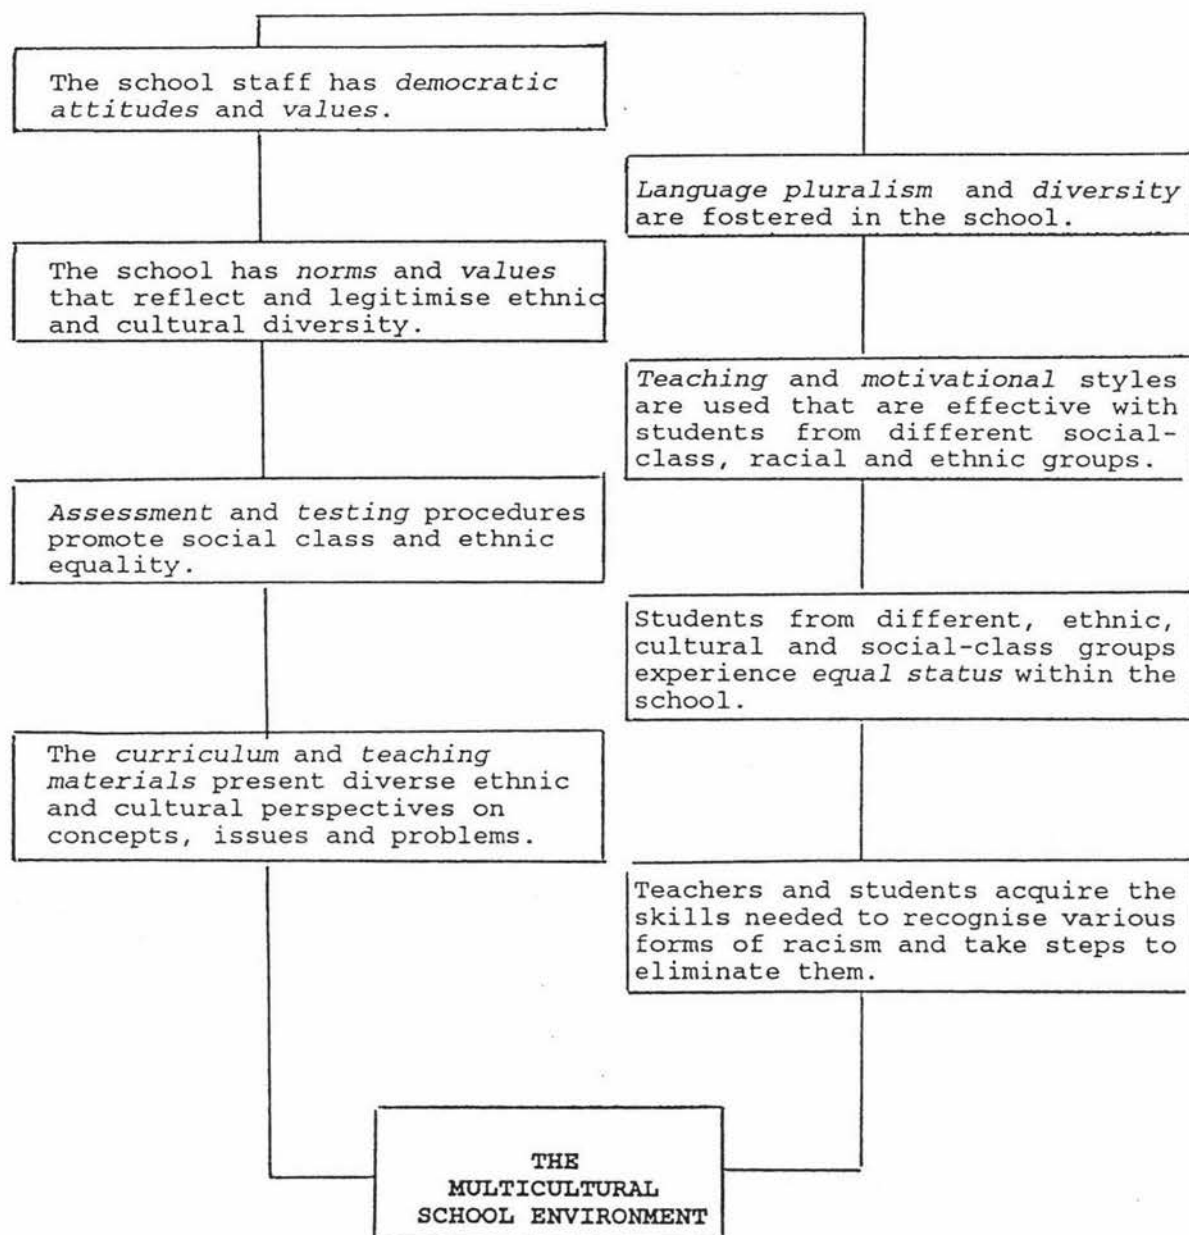 The school staff has democratic
attitudes and values.
The school has norms and values
that reflect and legitimise ethnic
and cultural diversity.
Assessment and testing procedures
promote social class and ethnic
equality.
The curriculum and teaching
materials present diverse ethnic
and cultural perspectives on
concepts, issues and problems.
Language pluralism and diversity
are fostered in the school.
Teaching and motivational styles
are used that are effective with
students from different social-
class, racial and ethnic groups.
Students from different, ethnic,
cultural and social-class groups
experience equal status within the
school.
Teachers and students acquire the
skills needed to recognise various
forms of racism and take steps to
eliminate them.
THE
MULTICULTURAL
SCHOOL ENVIRONMENT